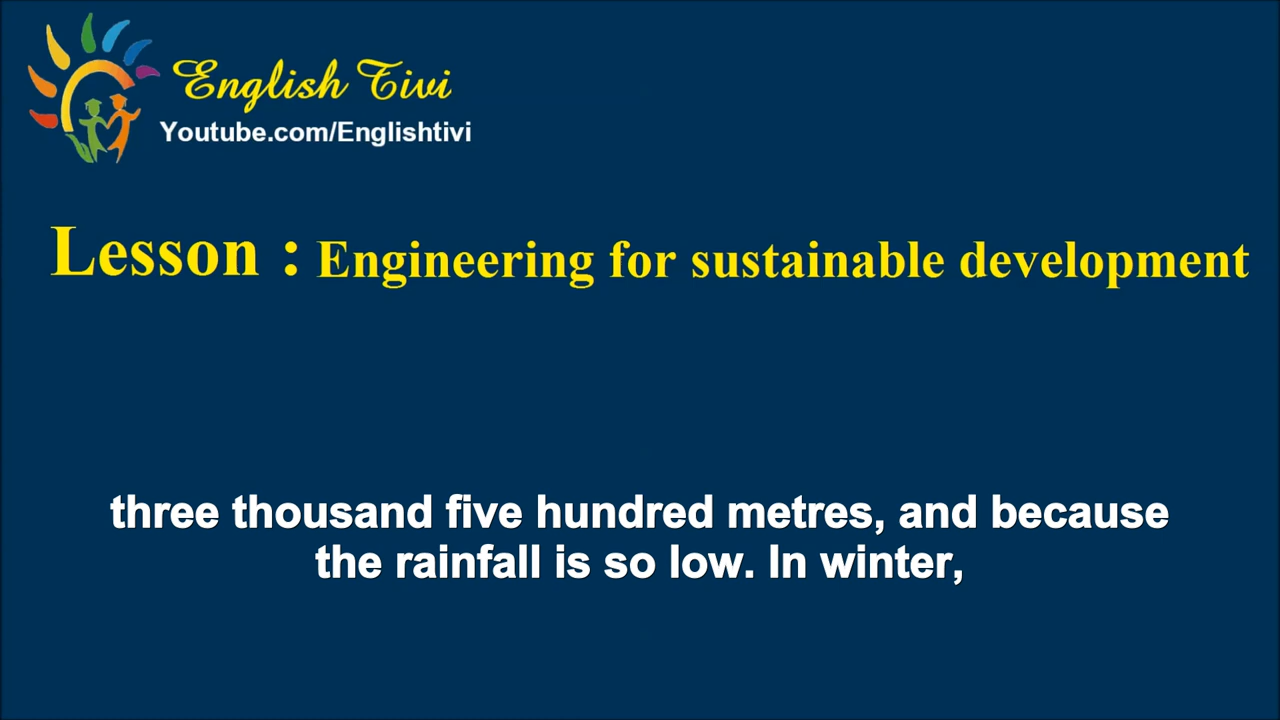 English Tivi
Youtube.com/Englishtivi
Lesson : Engineering for sustainable development
three thousand five hundred metres, and because
the rainfall is so low. In winter,